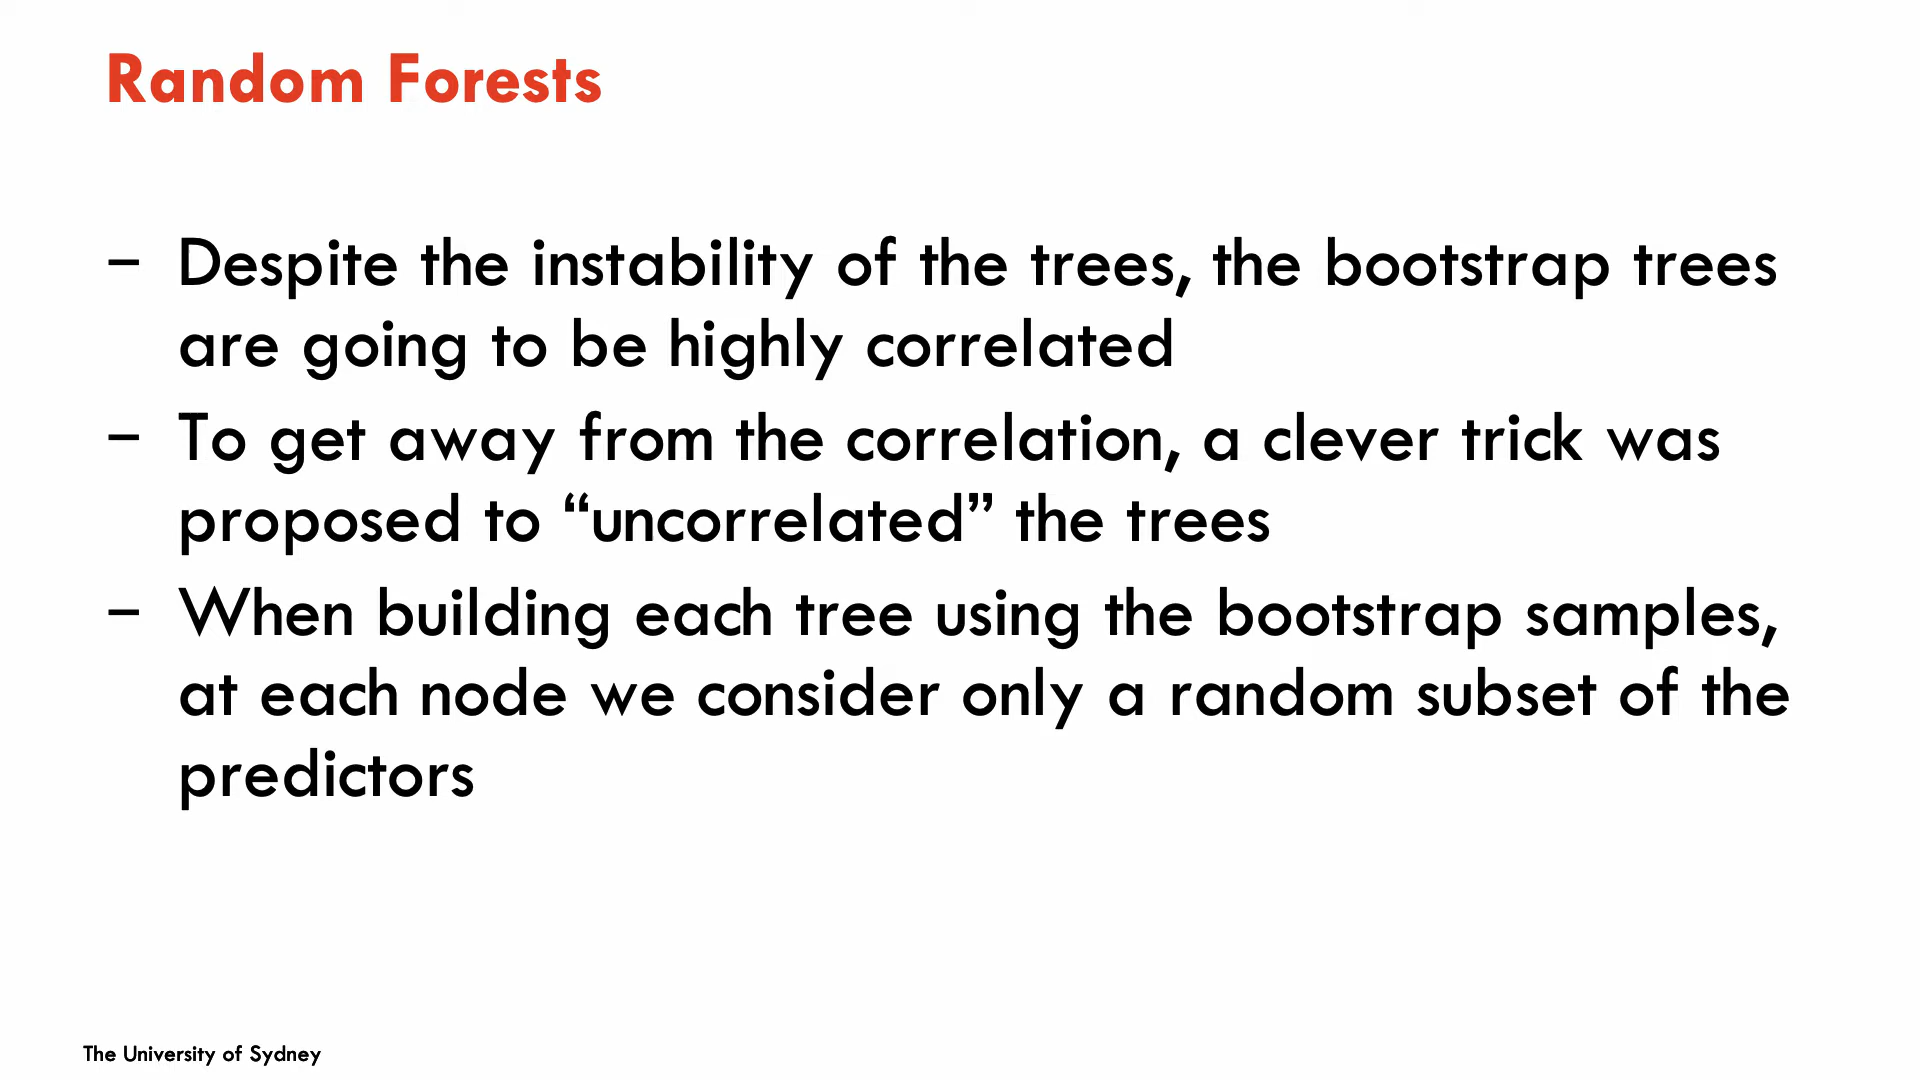 Random Forests
– Despite the instability of the trees, the bootstrap trees
are going to be highly correlated
– To get away from the correlation, a clever trick was
proposed to “uncorrelated” the trees
– When building each tree using the bootstrap samples,
at each node we consider only a random subset of the
predictors
The University of Sydney